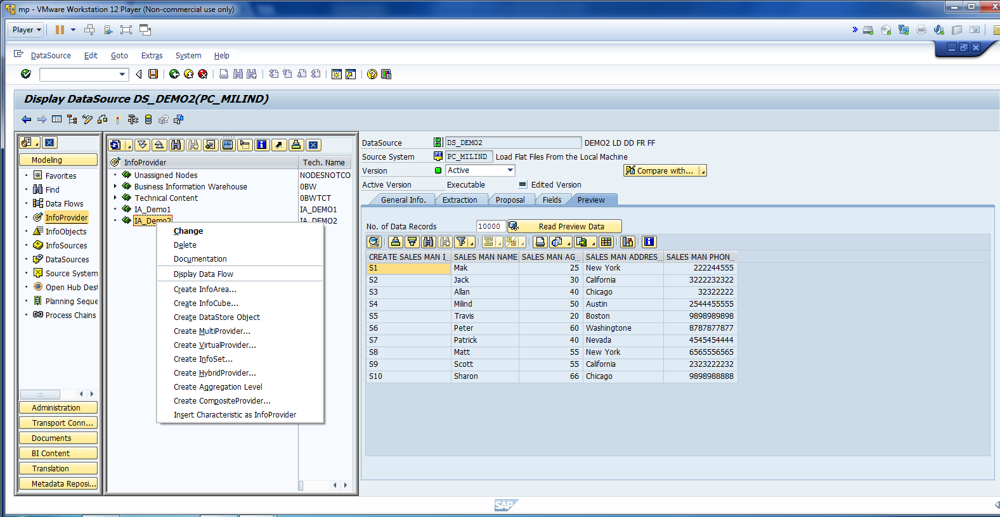 mp - VMware Workstation 12 Player (Non-commercial use only)
Player
DataSource Edit Goto Extras System Help
Display DataSource DS_DEMO2(PC_MILIND)
Modeling
Favorites
Find
Data Flows
InfoProvider
InfoObjects
InfoSources
DataSources
Source System
Open Hub Dest
Planning Seque
Process Chains
Administration
Transport Conn...
Documents
BI Content
Translation
Metadata Reposi...
InfoProvider Tech. Name
Unassigned Nodes NODESNOTCO
Business Information Warehouse 0BW
Technical Content 0BWTCT
IA_Demo1 IA_DEMO1
IA_Demo2 IA_DEMO2
Change
Delete
Documentation
Display Data Flow
Create InfoArea...
Create InfoCube...
Create DataStore Object
Create MultiProvider...
Create VirtualProvider...
Create InfoSet...
Create HybridProvider...
Create Aggregation Level
Create CompositeProvider...
Insert Characteristic as InfoProvider
DataSource DS_DEMO2 DEMO2 LD DD FR FF
Source System PC_MILIND Load Flat Files From the Local Machine
Version Active Compare with...
Active Version Executable Edited Version
General Info. Extraction Proposal Fields Preview
No. of Data Records 10000 Read Preview Data
CREATE SALES MAN I... SALES MAN NAME SALES MAN AG... SALES MAN ADDRES... SALES MAN PHON...
S1 Mak 25 New York 222244555
S2 Jack 30 California 3222232322
S3 Allan 40 Chicago 32322222
S4 Milind 50 Austin 2544455555
S5 Travis 20 Boston 9898989898
S6 Peter 60 Washingtone 8787877877
S7 Patrick 40 Nevada 4545454444
S8 Matt 55 New York 6565556565
S9 Scott 55 California 2323222232
S10 Sharon 66 Chicago 9898988888
SAP